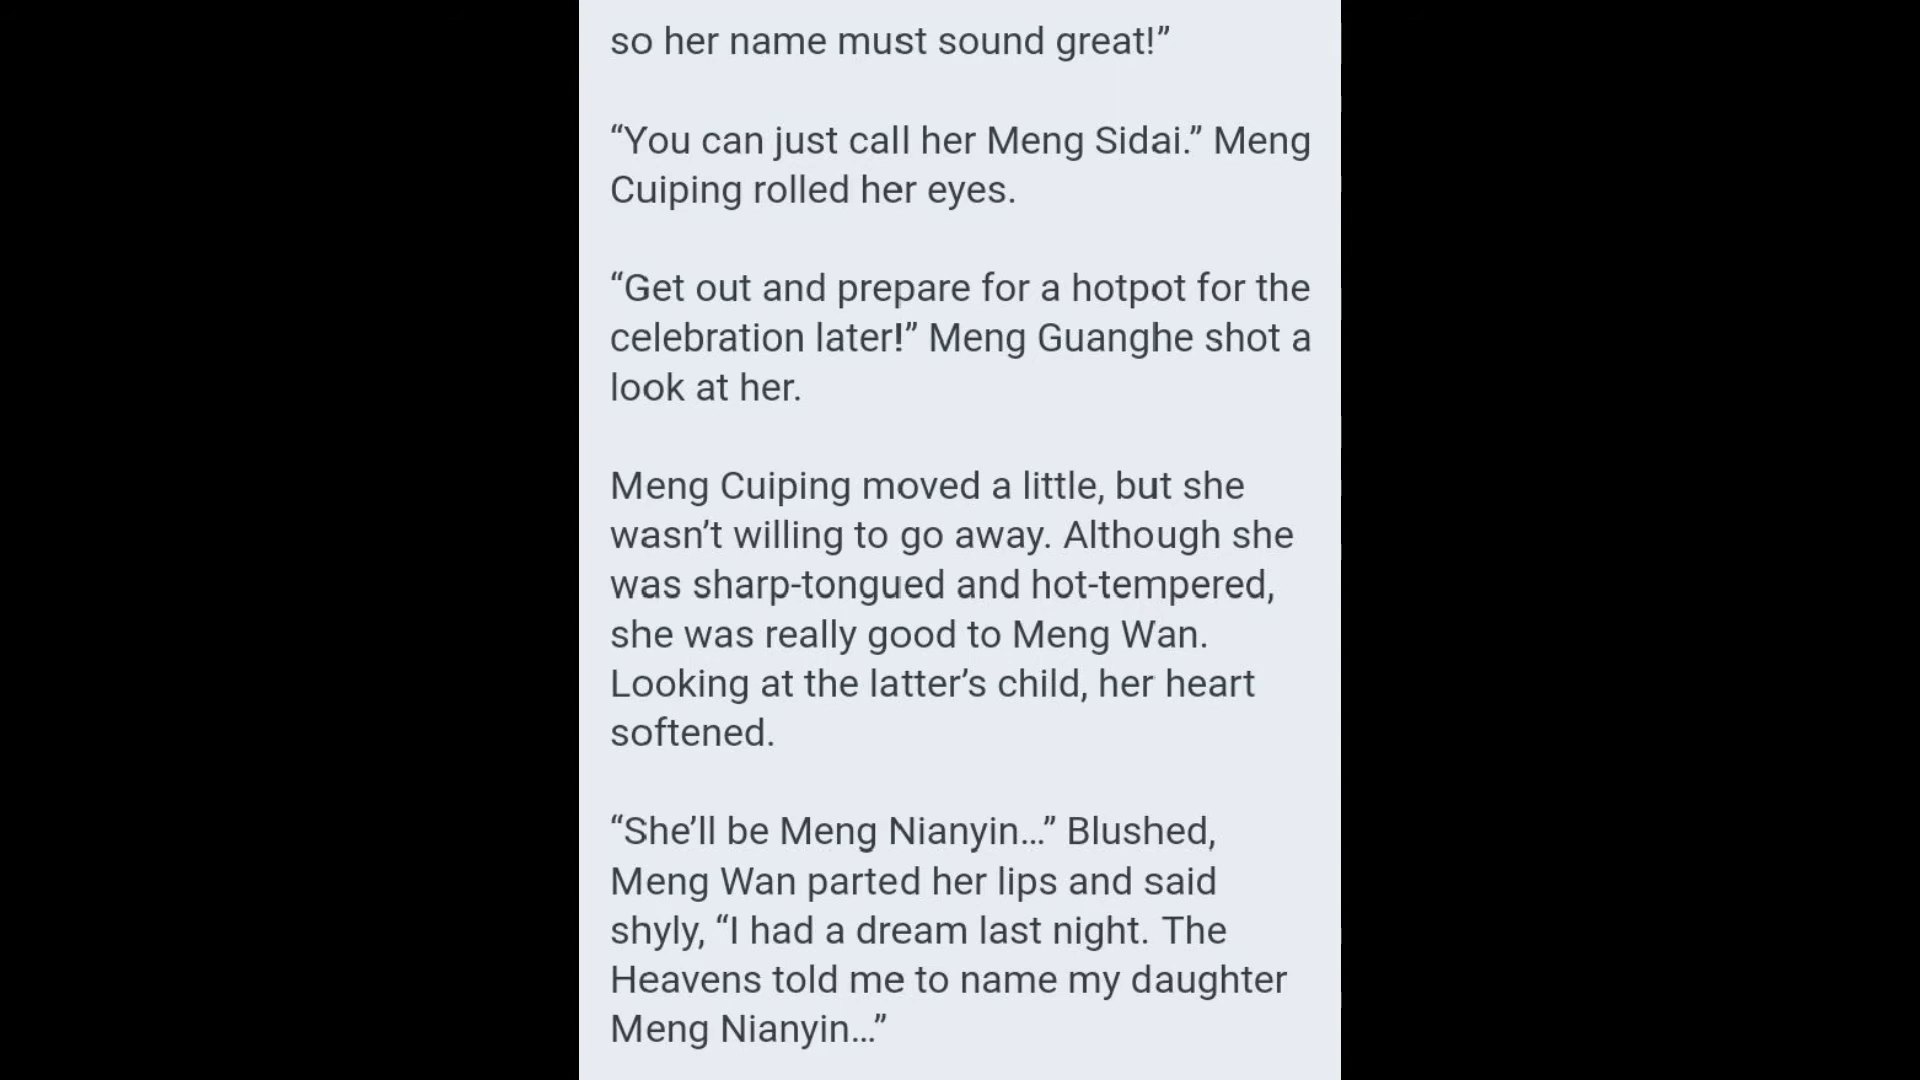 so her name must sound great!”
“You can just call her Meng Sidai.” Meng
Cuiping rolled her eyes.
“Get out and prepare for a hotpot for the
celebration later!” Meng Guanghe shot a
look at her.
Meng Cuiping moved a little, but she
wasn’t willing to go away. Although she
was sharp-tongued and hot-tempered,
she was really good to Meng Wan.
Looking at the latter’s child, her heart
softened.
“She’ll be Meng Nianyin…” Blushed,
Meng Wan parted her lips and said
shyly, “I had a dream last night. The
Heavens told me to name my daughter
Meng Nianyin…”